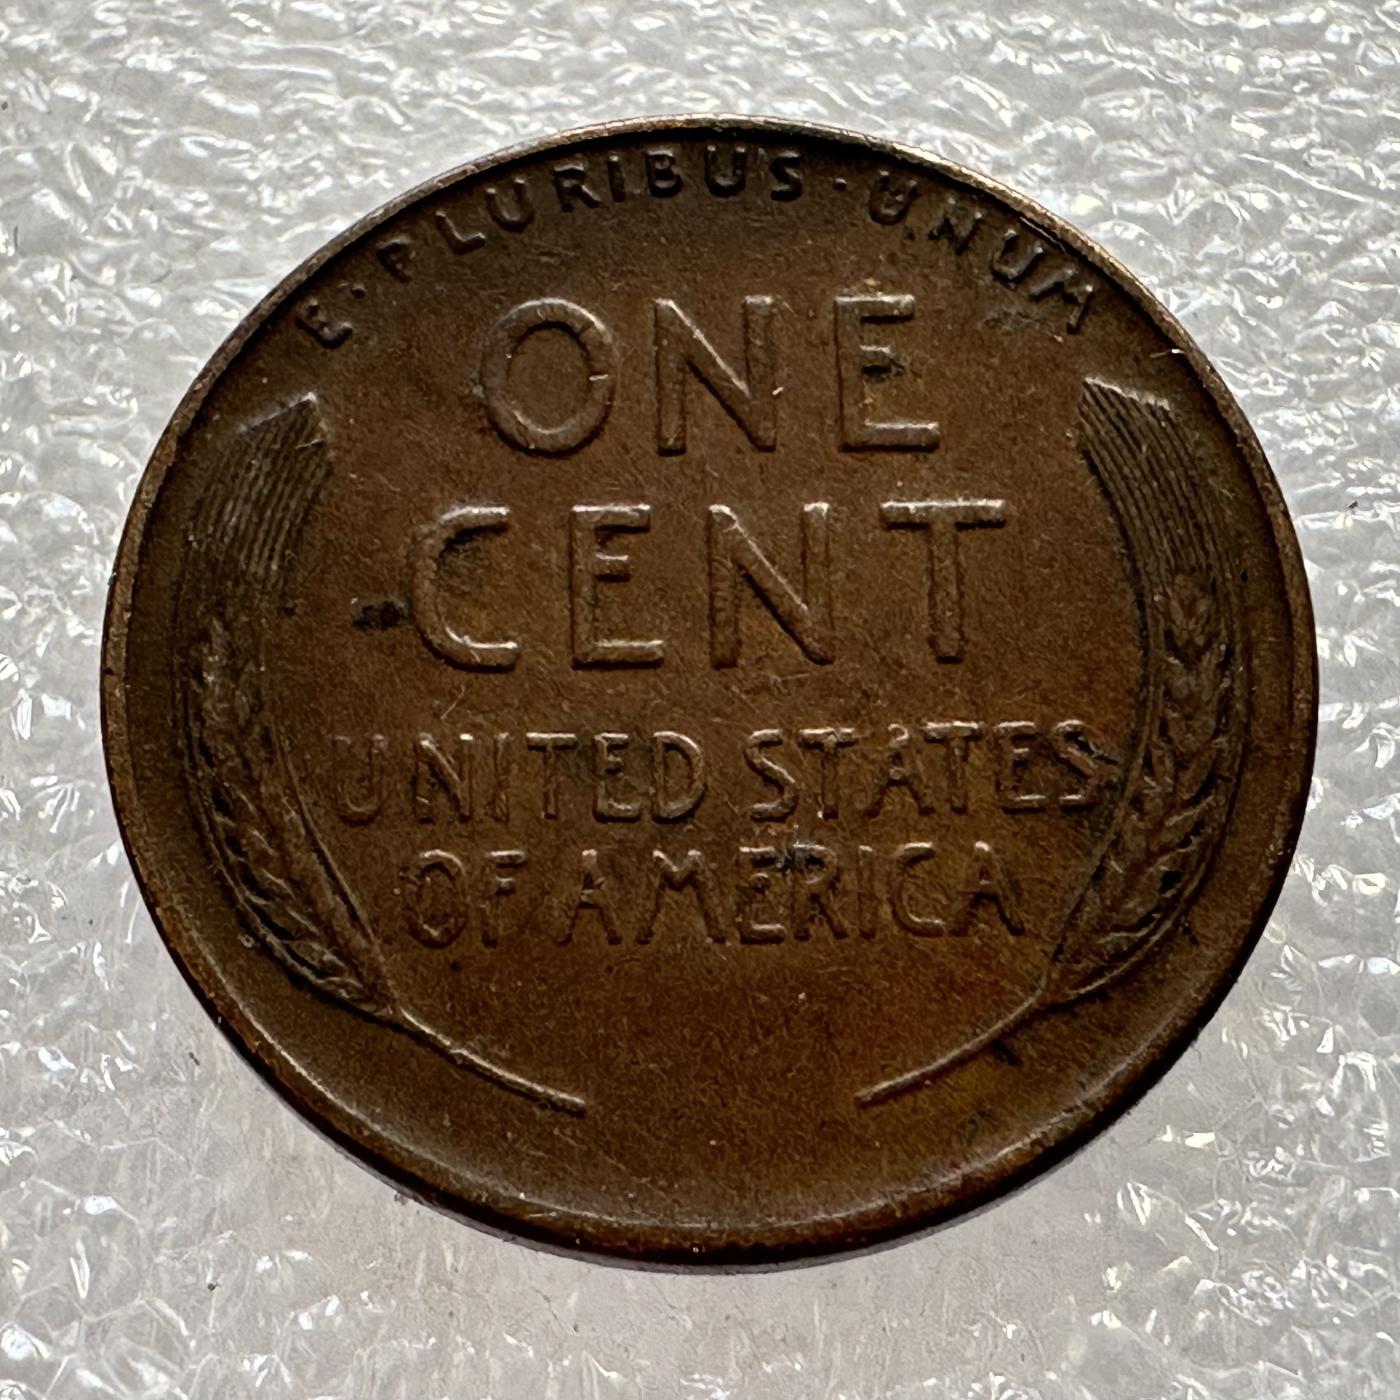 E·PLURIBUS·UNUM
ONE
CENT
UNITED STATES
OF AMERICA